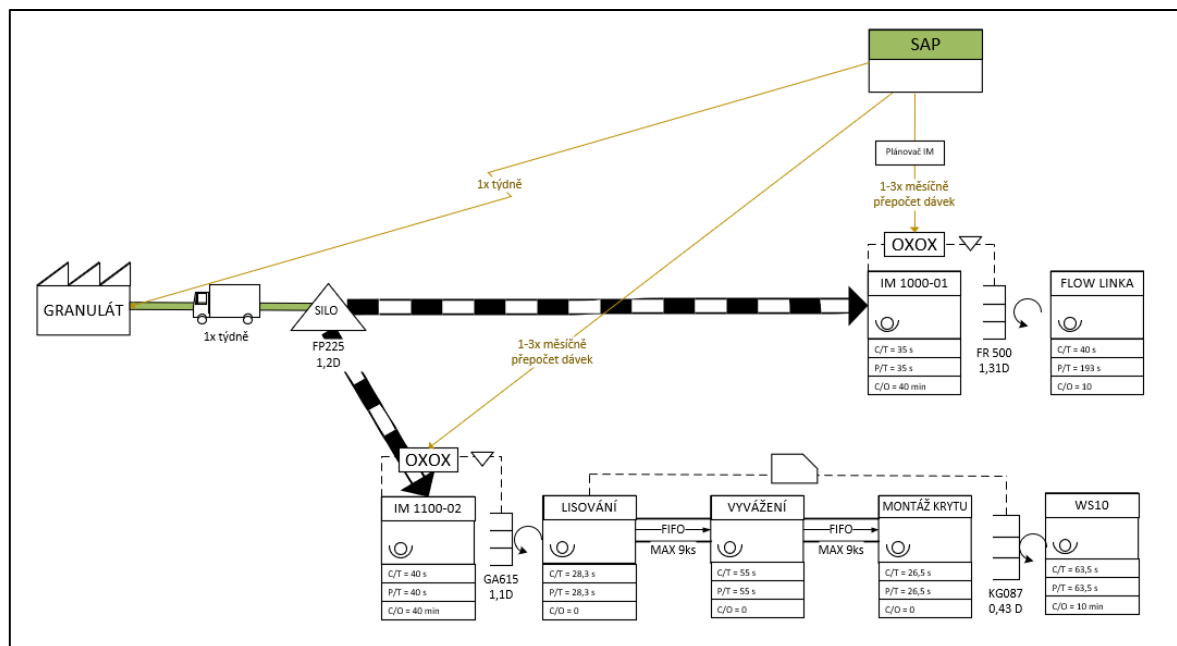 SAP
Plánovač IM
1x týdně
1-3x měsíčně
přepočet dávek
OXOX
GRANULÁT
1x týdně
SILO
FP225
1,2D
IM 1000-01
C/T = 35 s
P/T = 35 s
C/O = 40 min
FR 500
1,31D
FLOW LINKA
C/T = 40 s
P/T = 193 s
C/O = 10
1-3x měsíčně
přepočet dávek
OXOX
IM 1100-02
C/T = 40 s
P/T = 40 s
C/O = 40 min
GA615
1,1D
LISOVÁNÍ
C/T = 28,3 s
P/T = 28,3 s
C/O = 0
FIFO
MAX 9ks
VYVÁŽENÍ
C/T = 55 s
P/T = 55 s
C/O = 0
FIFO
MAX 9ks
MONTÁŽ KRYTU
C/T = 26,5 s
P/T = 26,5 s
C/O = 0
KG087
0,43 D
WS10
C/T = 63,5 s
P/T = 63,5 s
C/O = 10 min